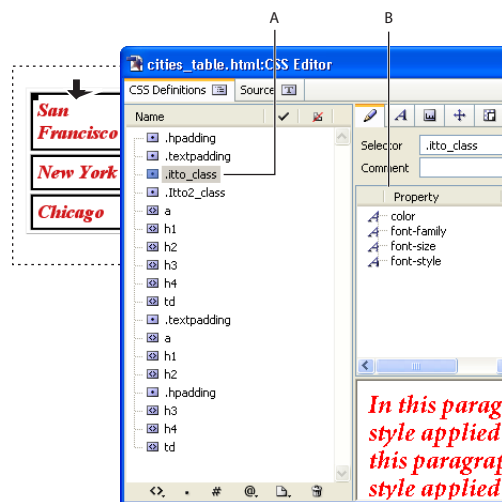 A
B
cities_table.html:CSS Editor
CSS Definitions
Source
Name
.hpadding
.textpadding
.itto_class
.Itto2_class
a
h1
h2
h3
h4
td
.textpadding
a
h1
h2
.hpadding
h3
h4
td
San
Francisco
New York
Chicago
Selector
.itto_class
Comment
Property
color
font-family
font-size
font-style
In this parag
style applied
this paragrap
style applied